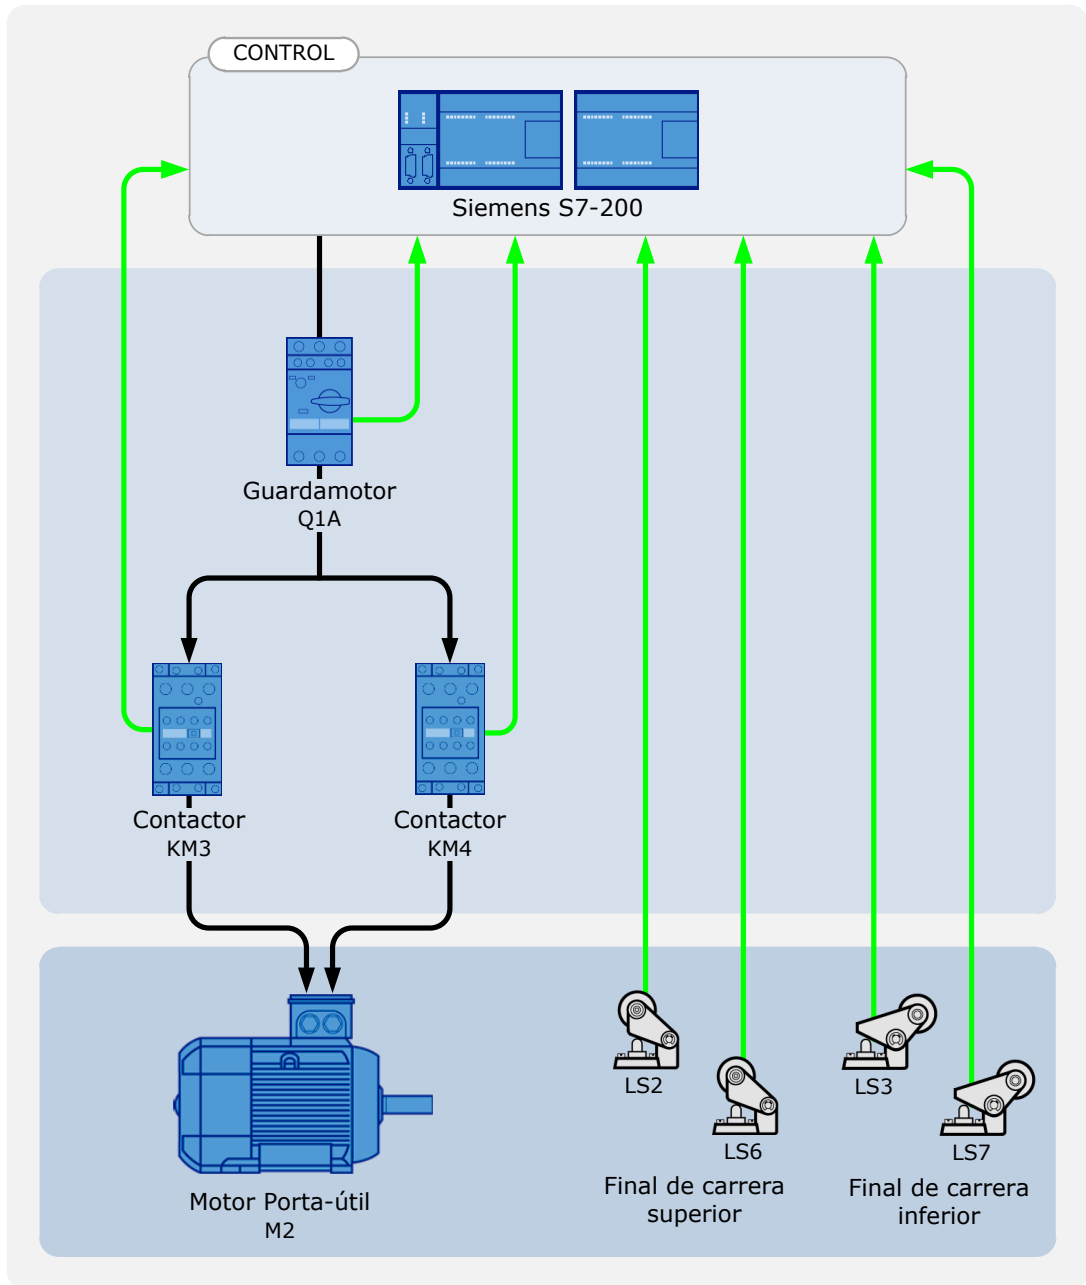 CONTROL
Siemens S7-200
Guardamotor
Q1A
Contactor
KM3
Contactor
KM4
LS2
LS3
LS6
LS7
Motor Porta-útil
M2
Final de carrera
superior
Final de carrera
inferior